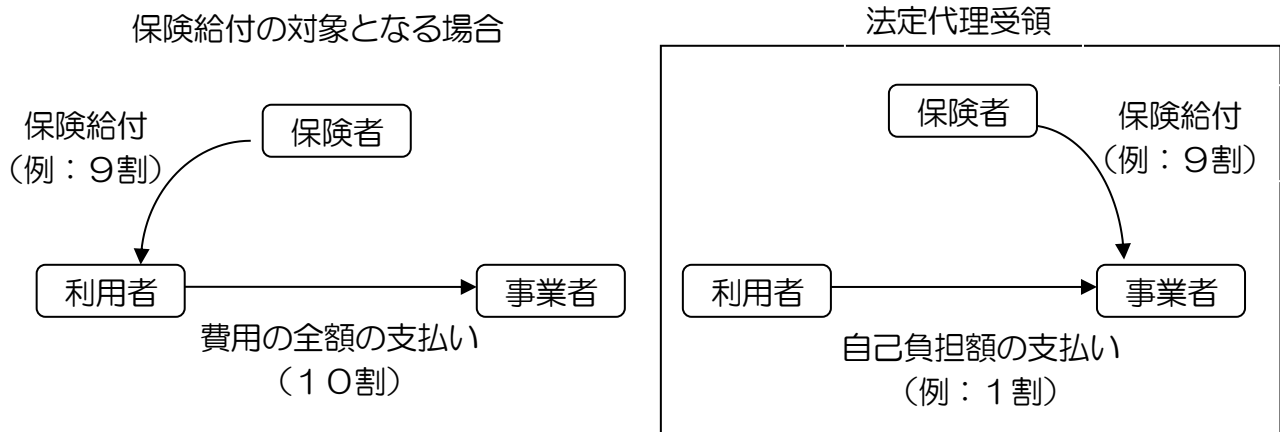 保険給付の対象となる場合
保険給付
(例：９割)
保険者
利用者
事業者
費用の全額の支払い
（１０割）
法定代理受領
保険者
保険給付
(例：９割)
利用者
事業者
自己負担額の支払い
（例：１割）